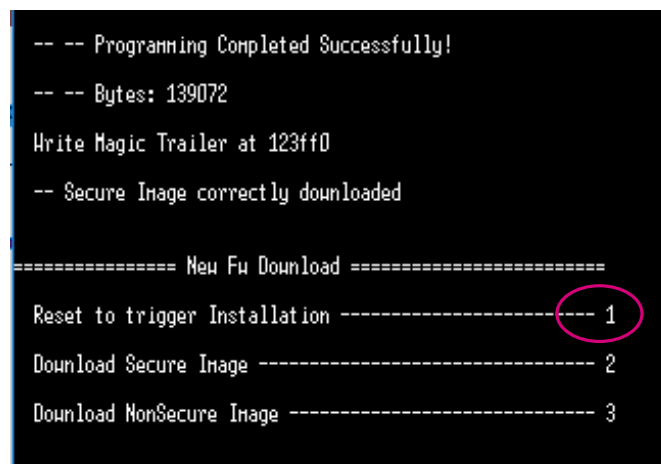 -- -- Programming Completed Successfully!
-- -- Bytes: 139072
Write Magic Trailer at 123ff0
-- Secure Image correctly downloaded
================ New Fw Download =========================
Reset to trigger Installation ------------------------- 1
Download Secure Image --------------------------------- 2
Download NonSecure Image ------------------------------ 3